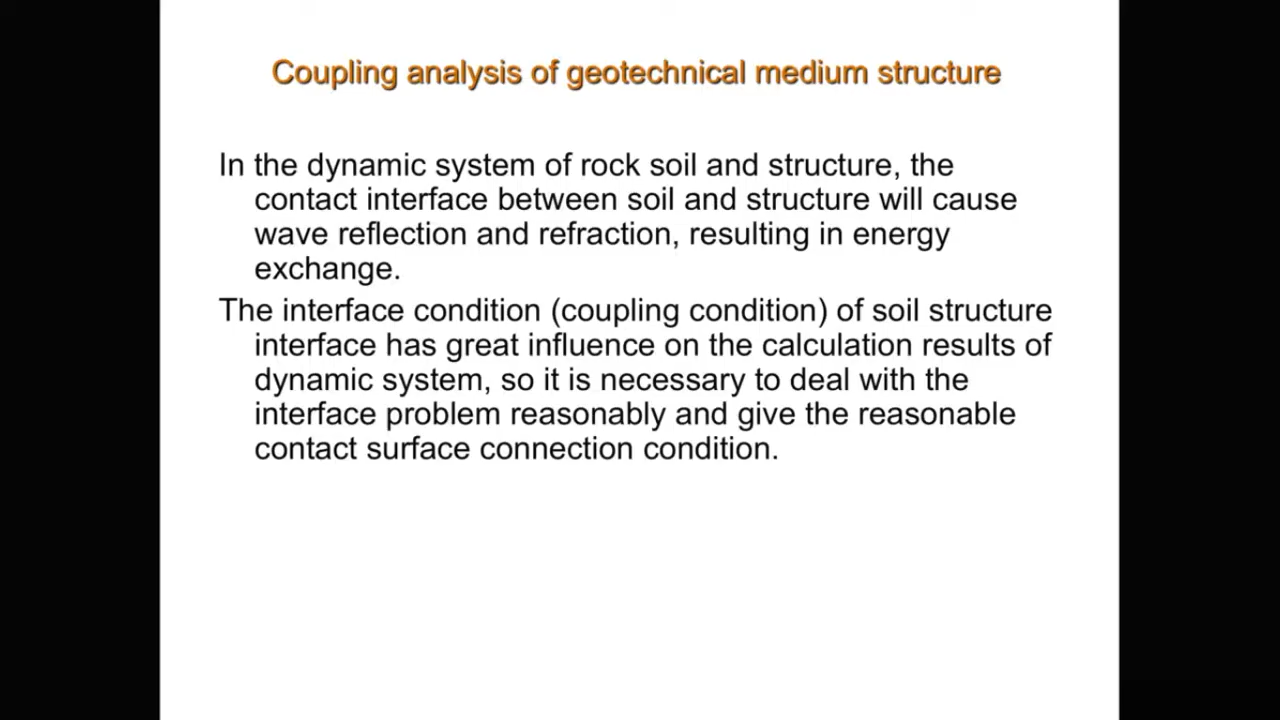 Coupling analysis of geotechnical medium structure
In the dynamic system of rock soil and structure, the
contact interface between soil and structure will cause
wave reflection and refraction, resulting in energy
exchange.
The interface condition (coupling condition) of soil structure
interface has great influence on the calculation results of
dynamic system, so it is necessary to deal with the
interface problem reasonably and give the reasonable
contact surface connection condition.